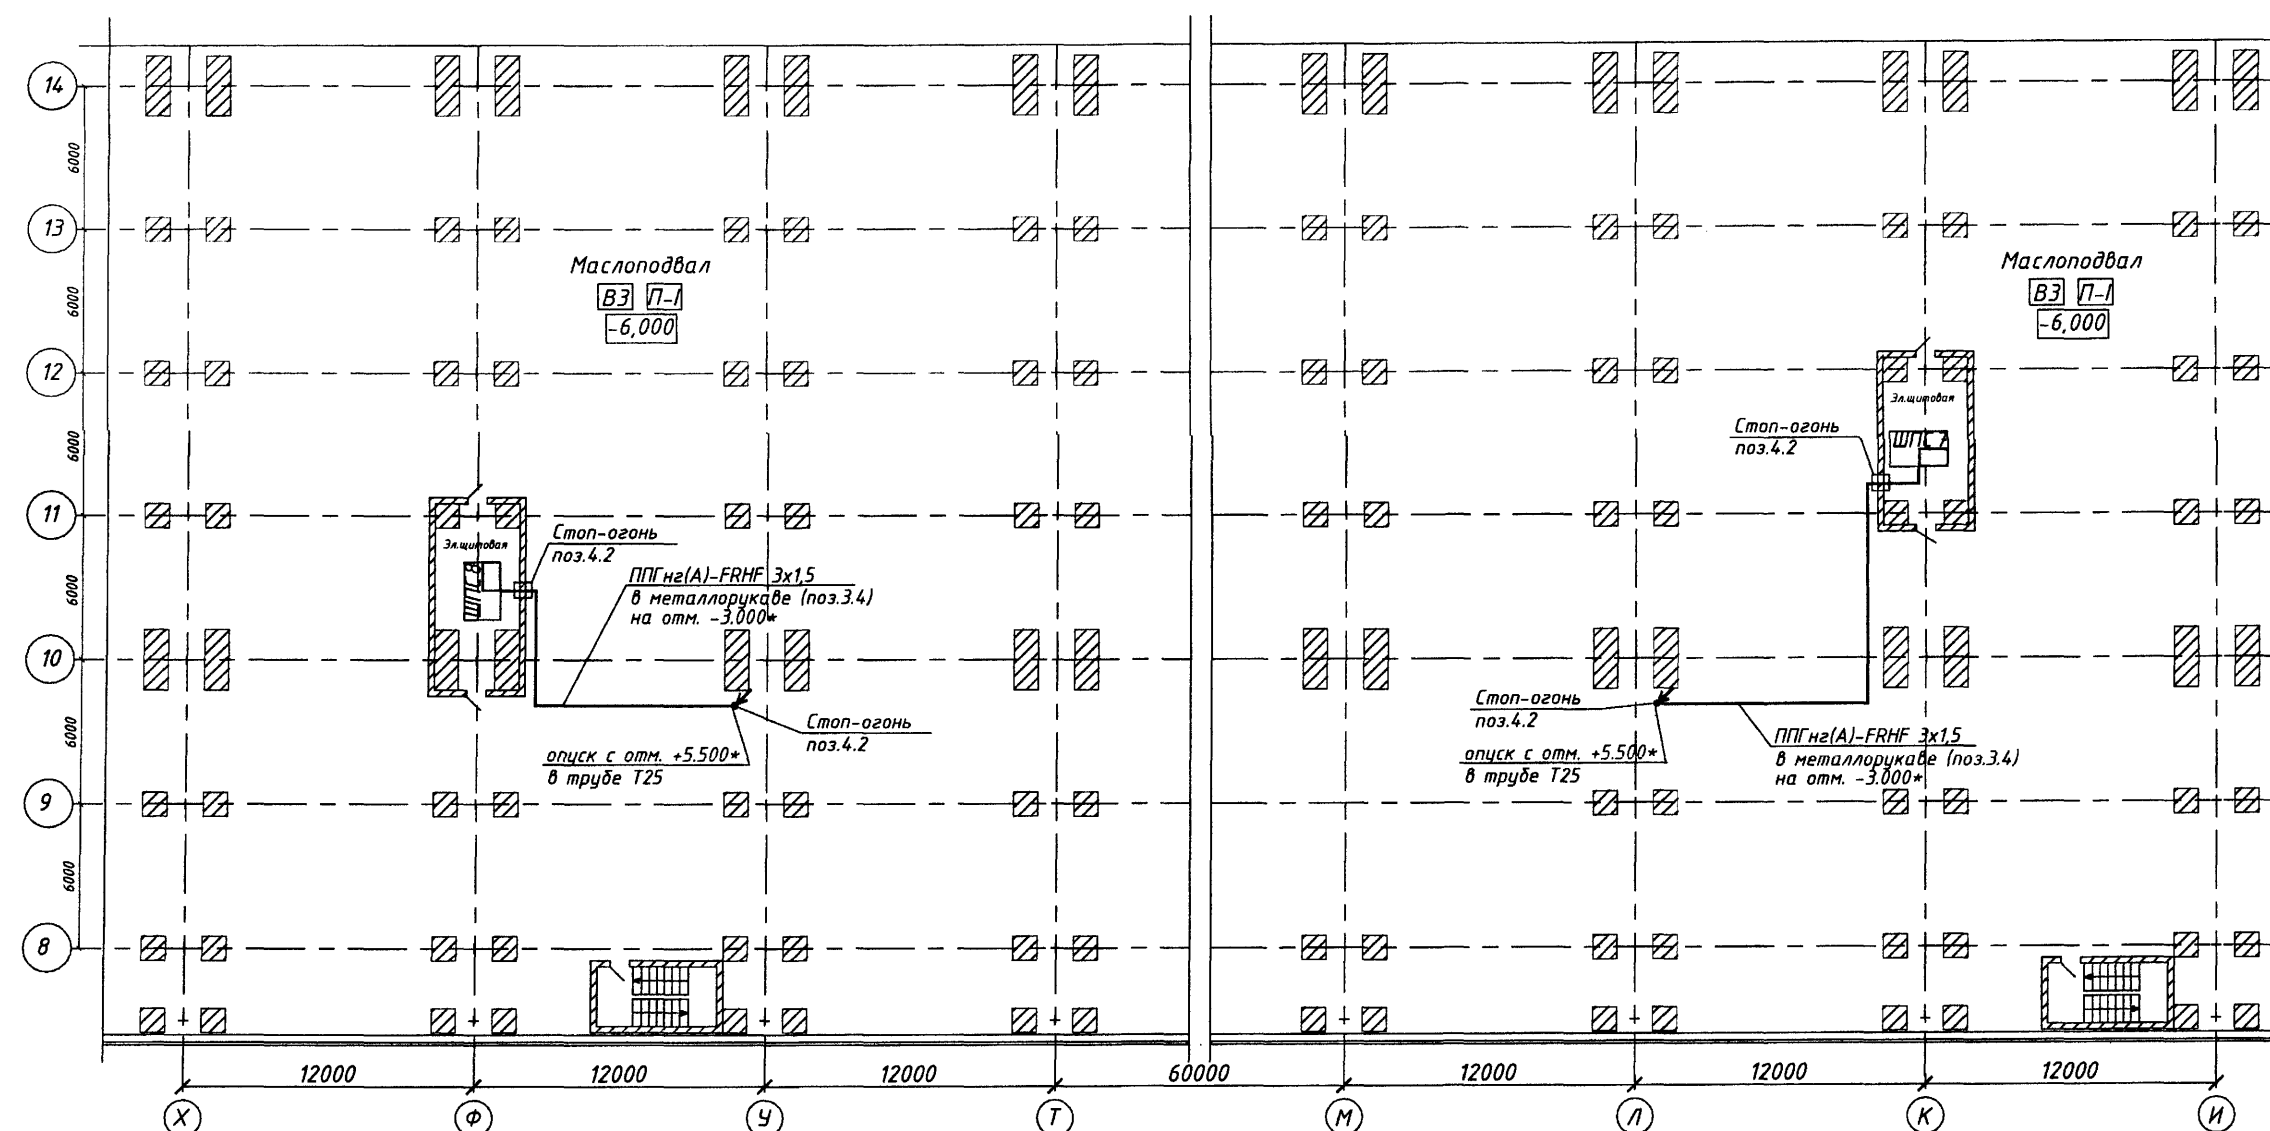 14
6000
13
6000
Маслоподвал
В3 П-I
-6,000
Маслоподвал
В3 П-I
-6,000
12
6000
Эл.щитовая
Стоп-огонь
поз.4.2
11
Эл.щитовая
Стоп-огонь
поз.4.2
6000
ППГнг(А)-FRHF 3х1,5
в металлорукаве (поз.3.4)
на отм. -3.000*
10
6000
Стоп-огонь
поз.4.2
опуск с отм. +5.500*
в трубе Т25
Стоп-огонь
поз.4.2
опуск с отм. +5.500*
в трубе Т25
ППГнг(А)-FRHF 3х1,5
в металлорукаве (поз.3.4)
на отм. -3.000*
9
6000
8
12000
12000
12000
60000
12000
12000
12000
Х
Ф
У
Т
М
Л
К
И